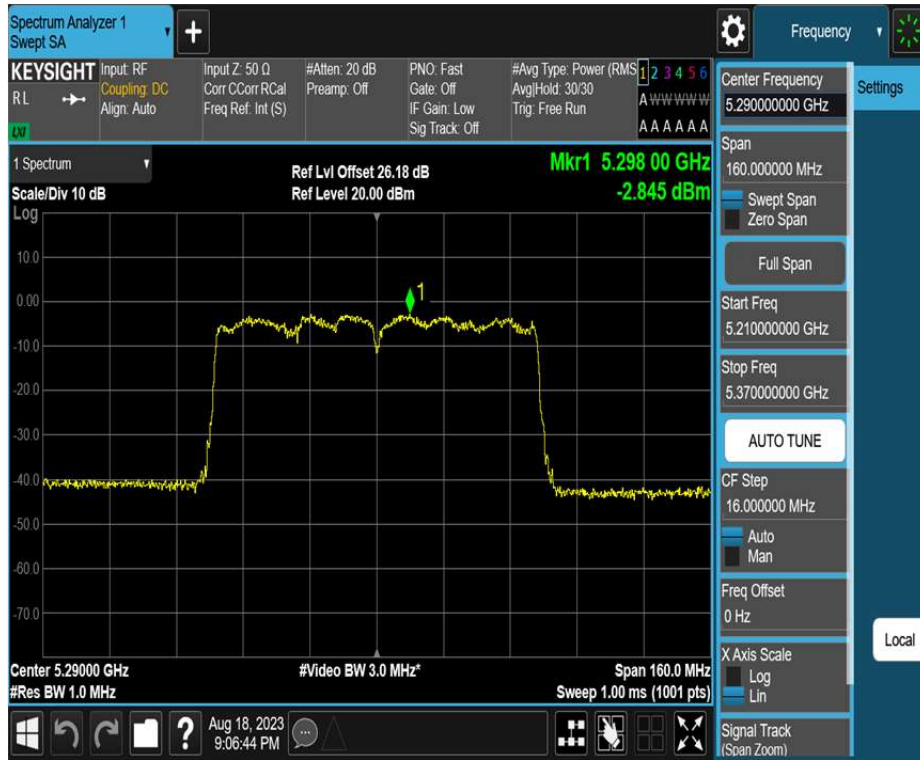 Spectrum Analyzer 1
Swept SA
+
Frequency
KEYSIGHT
RL
LXI
Input: RF
Coupling: DC
Align: Auto
Input Z: 50 Ω
Corr CCorr RCal
Freq Ref: Int (S)
#Atten: 20 dB
Preamp: Off
PNO: Fast
Gate: Off
IF Gain: Low
Sig Track: Off
#Avg Type: Power (RMS
Avg|Hold: 30/30
Trig: Free Run
1 2 3 4 5 6
A W W W W W
A A A A A A
1 Spectrum
Scale/Div 10 dB
Ref Lvl Offset 26.18 dB
Ref Level 20.00 dBm
Mkr1 5.298 00 GHz
-2.845 dBm
Log
10.0
0.00
-10.0
-20.0
-30.0
-40.0
-50.0
-60.0
-70.0
1
Center 5.29000 GHz
#Res BW 1.0 MHz
#Video BW 3.0 MHz*
Span 160.0 MHz
Sweep 1.00 ms (1001 pts)
?
Aug 18, 2023
9:06:44 PM
Center Frequency
5.290000000 GHz
Span
160.000000 MHz
Swept Span
Zero Span
Full Span
Start Freq
5.210000000 GHz
Stop Freq
5.370000000 GHz
AUTO TUNE
CF Step
16.000000 MHz
Auto
Man
Freq Offset
0 Hz
X Axis Scale
Log
Lin
Signal Track
(Span Zoom)
Settings
Local